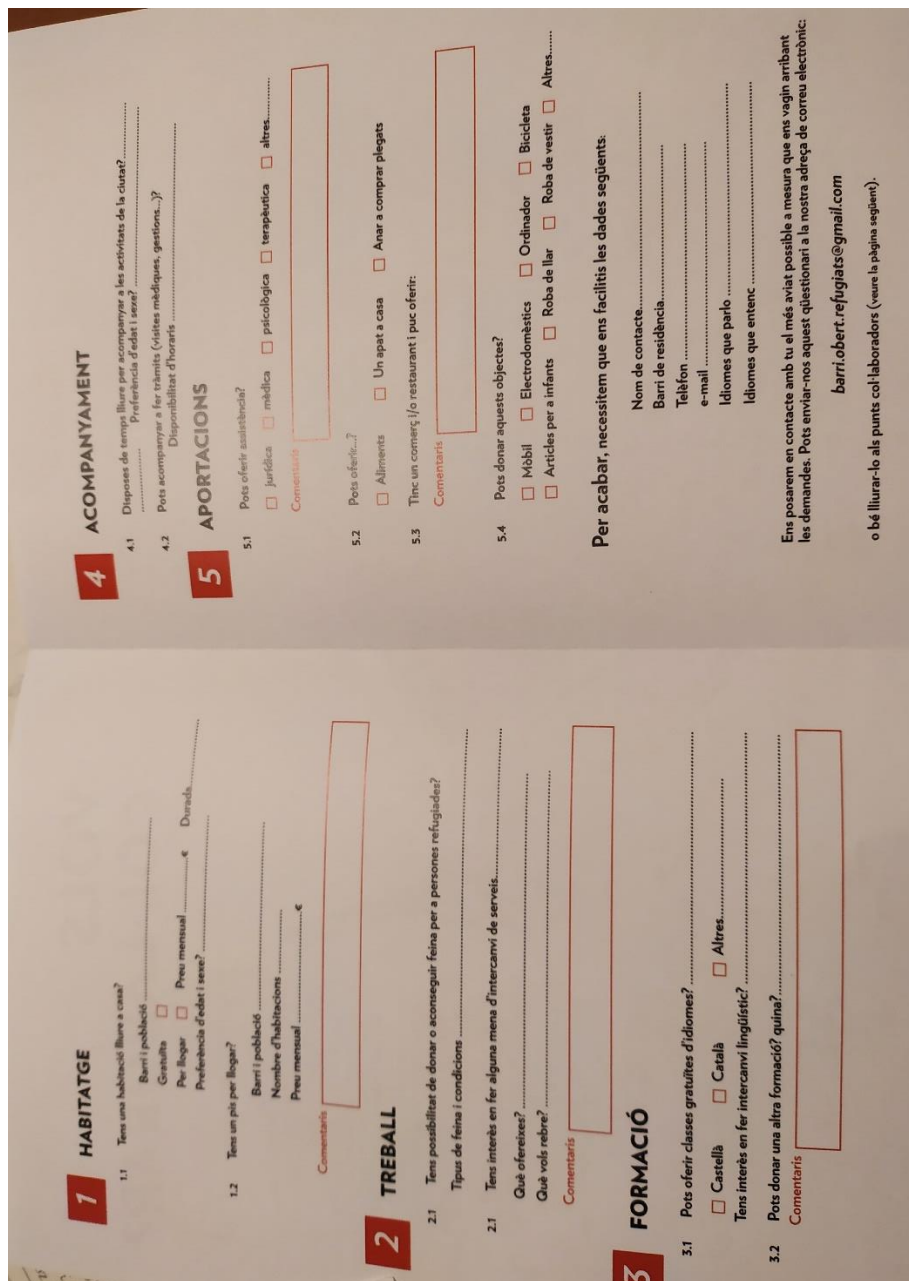 1 HABITATGE
1.1 Tens una habitació lliure a casa?
Barri i població
Gratuïta □
Per llogar □ Preu mensual ............€ Durada............
Preferència d'edat i sexe?
1.2 Tens un pis per llogar?
Barri i població
Nombre d'habitacions
Preu mensual ............€
Comentaris
2 TREBALL
2.1 Tens possibilitat de donar o aconseguir feina per a persones refugiades?
Tipus de feina i condicions
2.1 Tens interès en fer alguna mena d'intercanvi de serveis
Què ofereixes?
Què vols rebre?
Comentaris
3 FORMACIÓ
3.1 Pots oferir classes gratuïtes d'idiomes?
□ Castellà □ Català □ Altres
Tens interès en fer intercanvi lingüístic?
3.2 Pots donar una altra formació? quina?
Comentaris
4 ACOMPANYAMENT
4.1 Disposes de temps lliure per acompanyar a les activitats de la ciutat?
Preferència d'edat i sexe?
4.2 Pots acompanyar a fer tràmits (visites mèdiques, gestions...)?
Disponibilitat d'horaris
5 APORTACIONS
5.1 Pots oferir assistència?
□ jurídica □ mèdica □ psicològica □ terapèutica □ altres
Comentaris
5.2 Pots oferir...?
□ Aliments □ Un apat a casa □ Anar a comprar plegats
5.3 Tinc un comerç i/o restaurant i puc oferir:
Comentaris
5.4 Pots donar aquests objectes?
□ Mòbil □ Electrodomèstics □ Ordinador □ Bicicleta
□ Articles per a infants □ Roba de llar □ Roba de vestir □ Altres
Per acabar, necessitem que ens facilitis les dades següents:
Nom de contacte
Barri de residència
Telèfon
e-mail
Idiomes que parlo
Idiomes que entenc
Ens posarem en contacte amb tu el més aviat possible a mesura que ens vagin arribant
les demandes. Pots enviar-nos aquest qüestionari a la nostra adreça de correu electrònic:
barri.obert.refugiats@gmail.com
o bé lliurar-lo als punts col·laboradors (veure la pàgina següent).